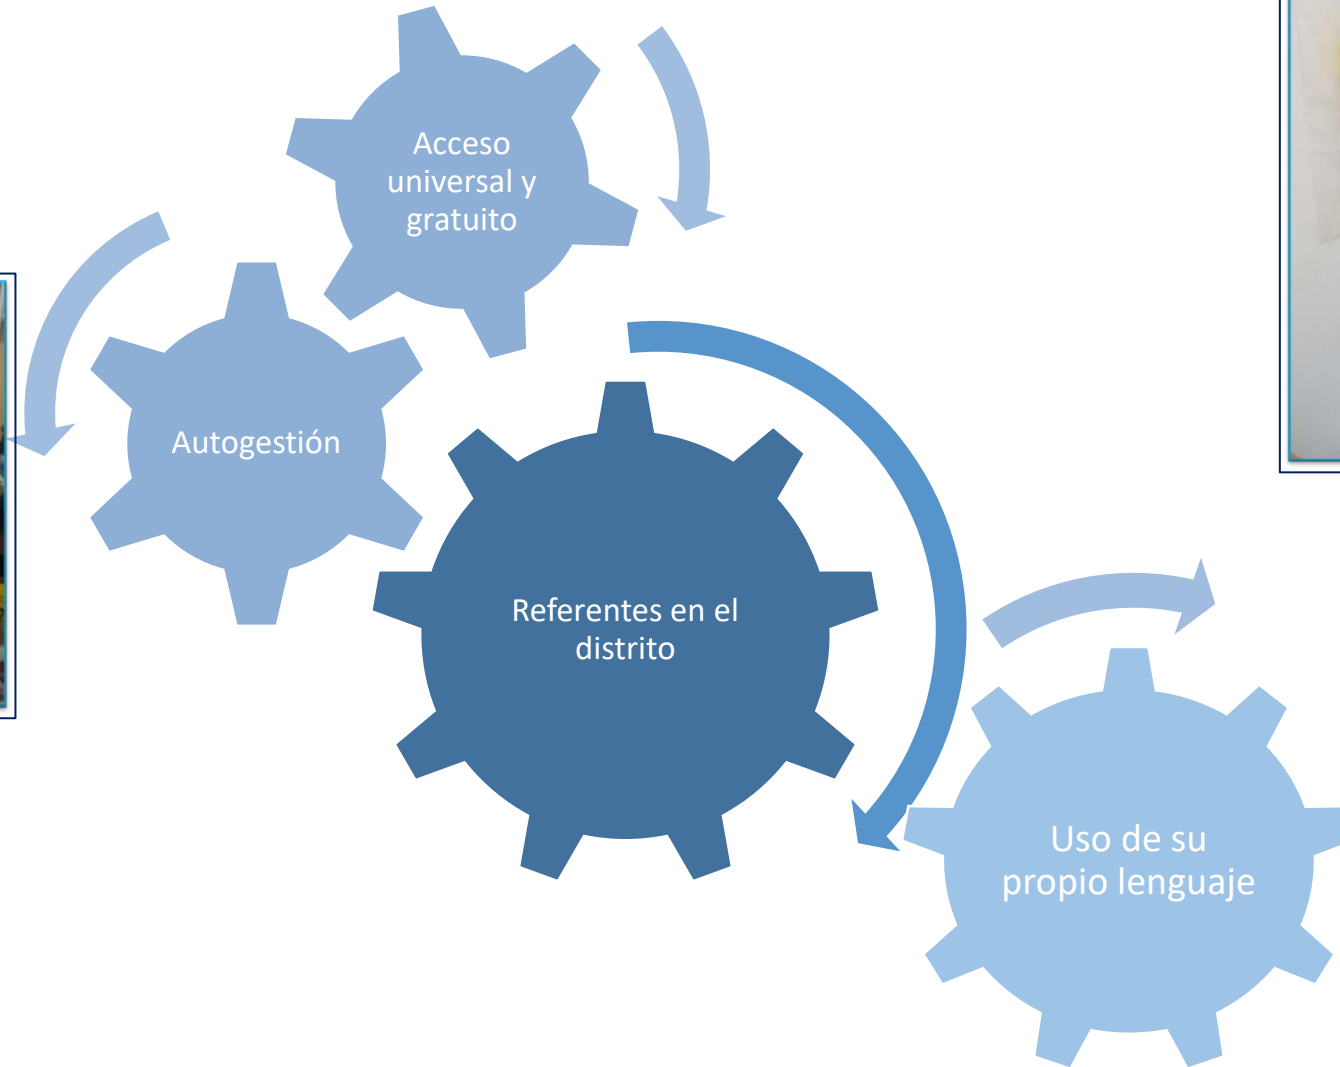 Acceso
universal y
gratuito
Autogestión
Referentes en el
distrito
Uso de su
propio lenguaje